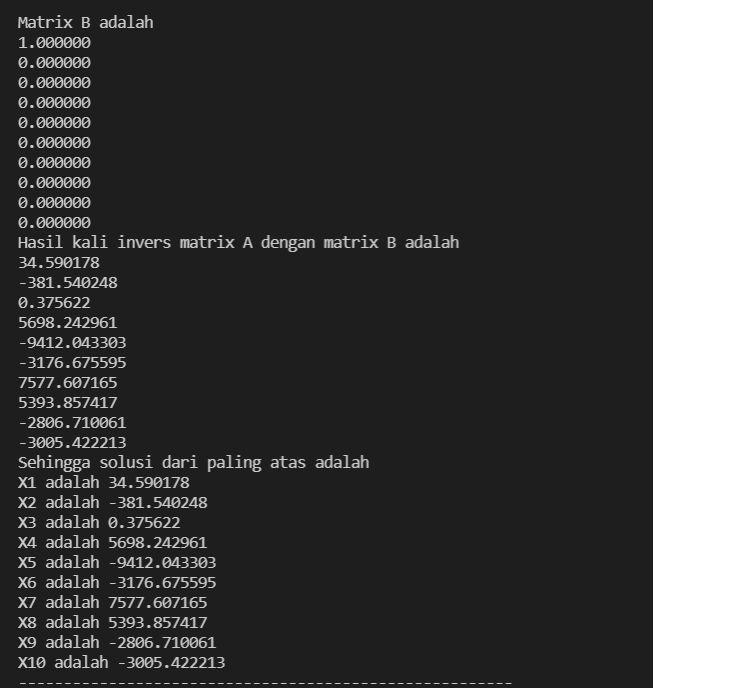 Matrix B adalah
1.000000
0.000000
0.000000
0.000000
0.000000
0.000000
0.000000
0.000000
0.000000
0.000000
Hasil kali invers matrix A dengan matrix B adalah
34.590178
-381.540248
0.375622
5698.242961
-9412.043303
-3176.675595
7577.607165
5393.857417
-2806.710061
-3005.422213
Sehingga solusi dari paling atas adalah
X1 adalah 34.590178
X2 adalah -381.540248
X3 adalah 0.375622
X4 adalah 5698.242961
X5 adalah -9412.043303
X6 adalah -3176.675595
X7 adalah 7577.607165
X8 adalah 5393.857417
X9 adalah -2806.710061
X10 adalah -3005.422213
-------------------------------------------------------